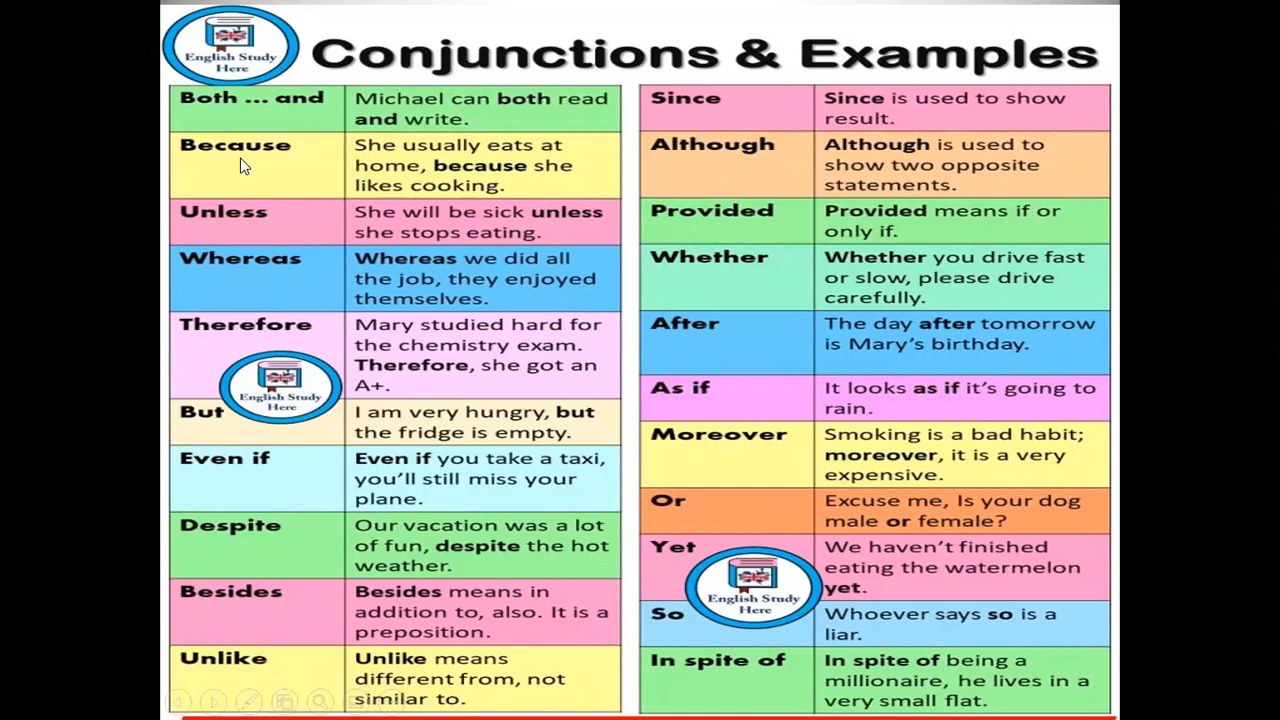 English Study
Here
Conjunctions & Examples
Both ... and
Michael can both read
and write.
Because
She usually eats at
home, because she
likes cooking.
Unless
She will be sick unless
she stops eating.
Whereas
Whereas we did all
the job, they enjoyed
themselves.
Therefore
Mary studied hard for
the chemistry exam.
Therefore, she got an
A+.
English Study
Here
But
I am very hungry, but
the fridge is empty.
Even if
Even if you take a taxi,
you'll still miss your
plane.
Despite
Our vacation was a lot
of fun, despite the hot
weather.
Besides
Besides means in
addition to, also. It is a
preposition.
Unlike
Unlike means
different from, not
similar to.
Since
Since is used to show
result.
Although
Although is used to
show two opposite
statements.
Provided
Provided means if or
only if.
Whether
Whether you drive fast
or slow, please drive
carefully.
After
The day after tomorrow
is Mary's birthday.
As if
It looks as if it's going to
rain.
Moreover
Smoking is a bad habit;
moreover, it is a very
expensive.
Or
Excuse me, Is your dog
male or female?
Yet
We haven't finished
eating the watermelon
yet.
English Study
Here
So
Whoever says so is a
liar.
In spite of
In spite of being a
millionaire, he lives in a
very small flat.